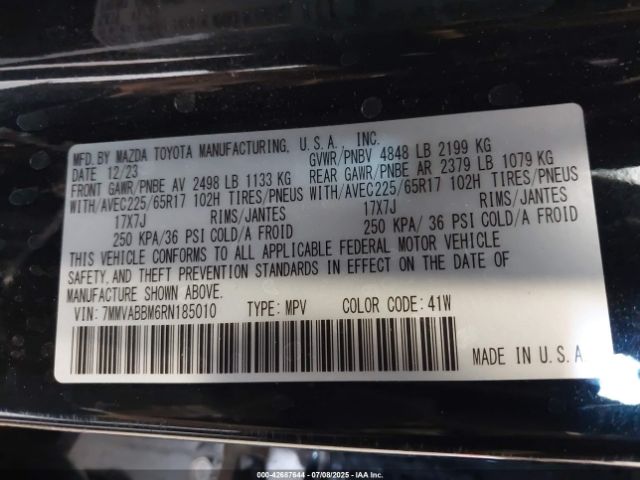 MFD. BY MAZDA TOYOTA MANUFACTURING, U.S.A., INC.
DATE 12/23 GVWR/PNBV 4848 LB 2199 KG
FRONT GAWR/PNBE AV 2498 LB 1133 KG REAR GAWR/PNBE AR 2379 LB 1079 KG
WITH/AVEC225/65R17 102H TIRES/PNEUS WITH/AVEC225/65R17 102H TIRES/PNEUS
17X7J RIMS/JANTES 17X7J RIMS/JANTES
250 KPA/36 PSI COLD/A FROID 250 KPA/36 PSI COLD/A FROID
THIS VEHICLE CONFORMS TO ALL APPLICABLE FEDERAL MOTOR VEHICLE
SAFETY, AND THEFT PREVENTION STANDARDS IN EFFECT ON THE DATE OF
MANUFACTURE SHOWN ABOVE.
VIN: 7MMVABBM6RN185010 TYPE: MPV COLOR CODE: 41W
MADE IN U.S.A
00-42687644 - 07/08/2025 - IAA Inc.